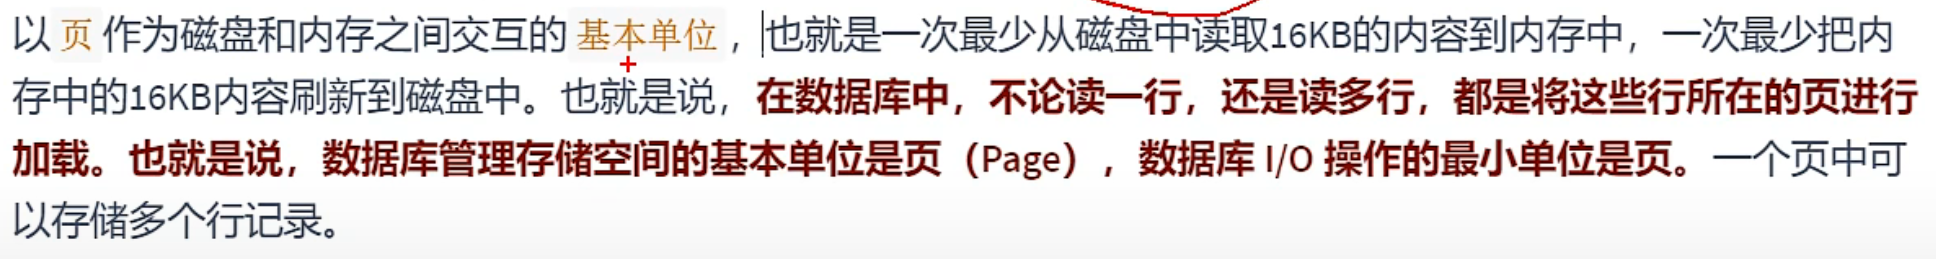 以 页 作为磁盘和内存之间交互的 基本单位 ，也就是一次最少从磁盘中读取16KB的内容到内存中，一次最少把内
存中的16KB内容刷新到磁盘中。也就是说，在数据库中，不论读一行，还是读多行，都是将这些行所在的页进行
加载。也就是说，数据库管理存储空间的基本单位是页（Page），数据库 I/O 操作的最小单位是页。一个页中可
以存储多个行记录。